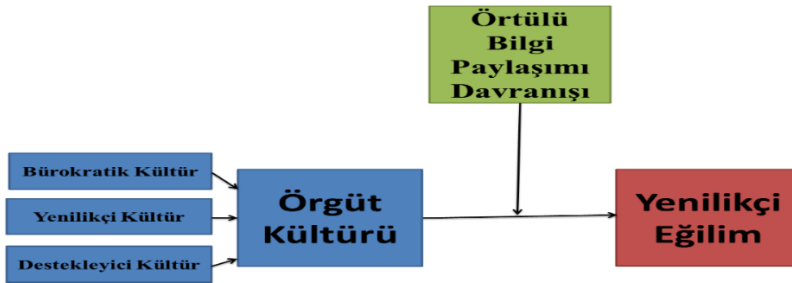 Örtülü
Bilgi
Paylaşımı
Davranışı
Bürokratik Kültür
Yenilikçi Kültür
Destekleyici Kültür
Örgüt
Kültürü
Yenilikçi
Eğilim